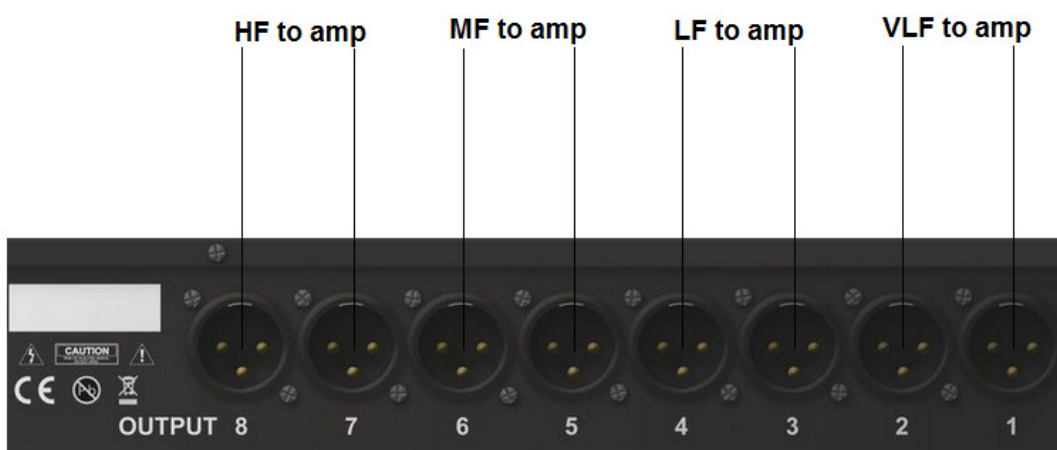 HF to amp MF to amp LF to amp VLF to amp
CAUTION
CE Pb
OUTPUT 8 7 6 5 4 3 2 1